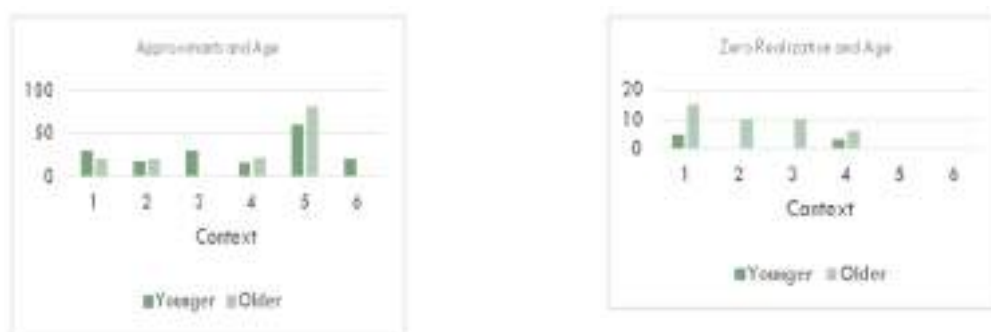 Approximants and Age
100
50
0
1 2 3 4 5 6
Context
Younger Older
Zero Realization and Age
20
10
0
1 2 3 4 5 6
Context
Younger Older